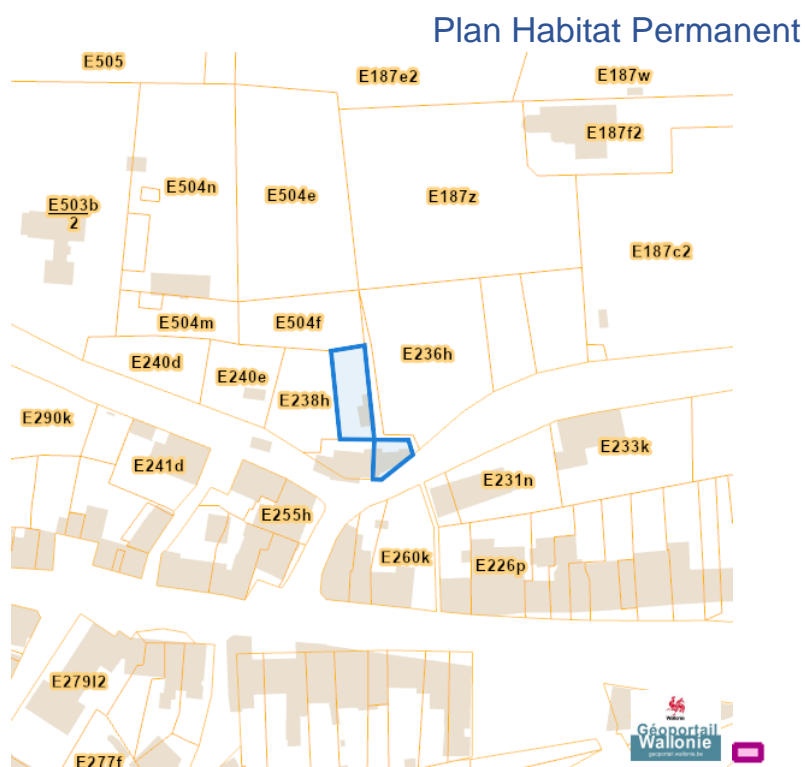 Plan Habitat Permanent
E505
E187e2
E187w
E187f2
E504n
E504e
E187z
E503b
2
E187c2
E504m
E504f
E236h
E240d
E240e
E238h
E290k
E241d
E233k
E231n
E255h
E260k
E226p
E279l2
E277f
Wallonie
Géoportail
Wallonie
geoportail.wallonie.be